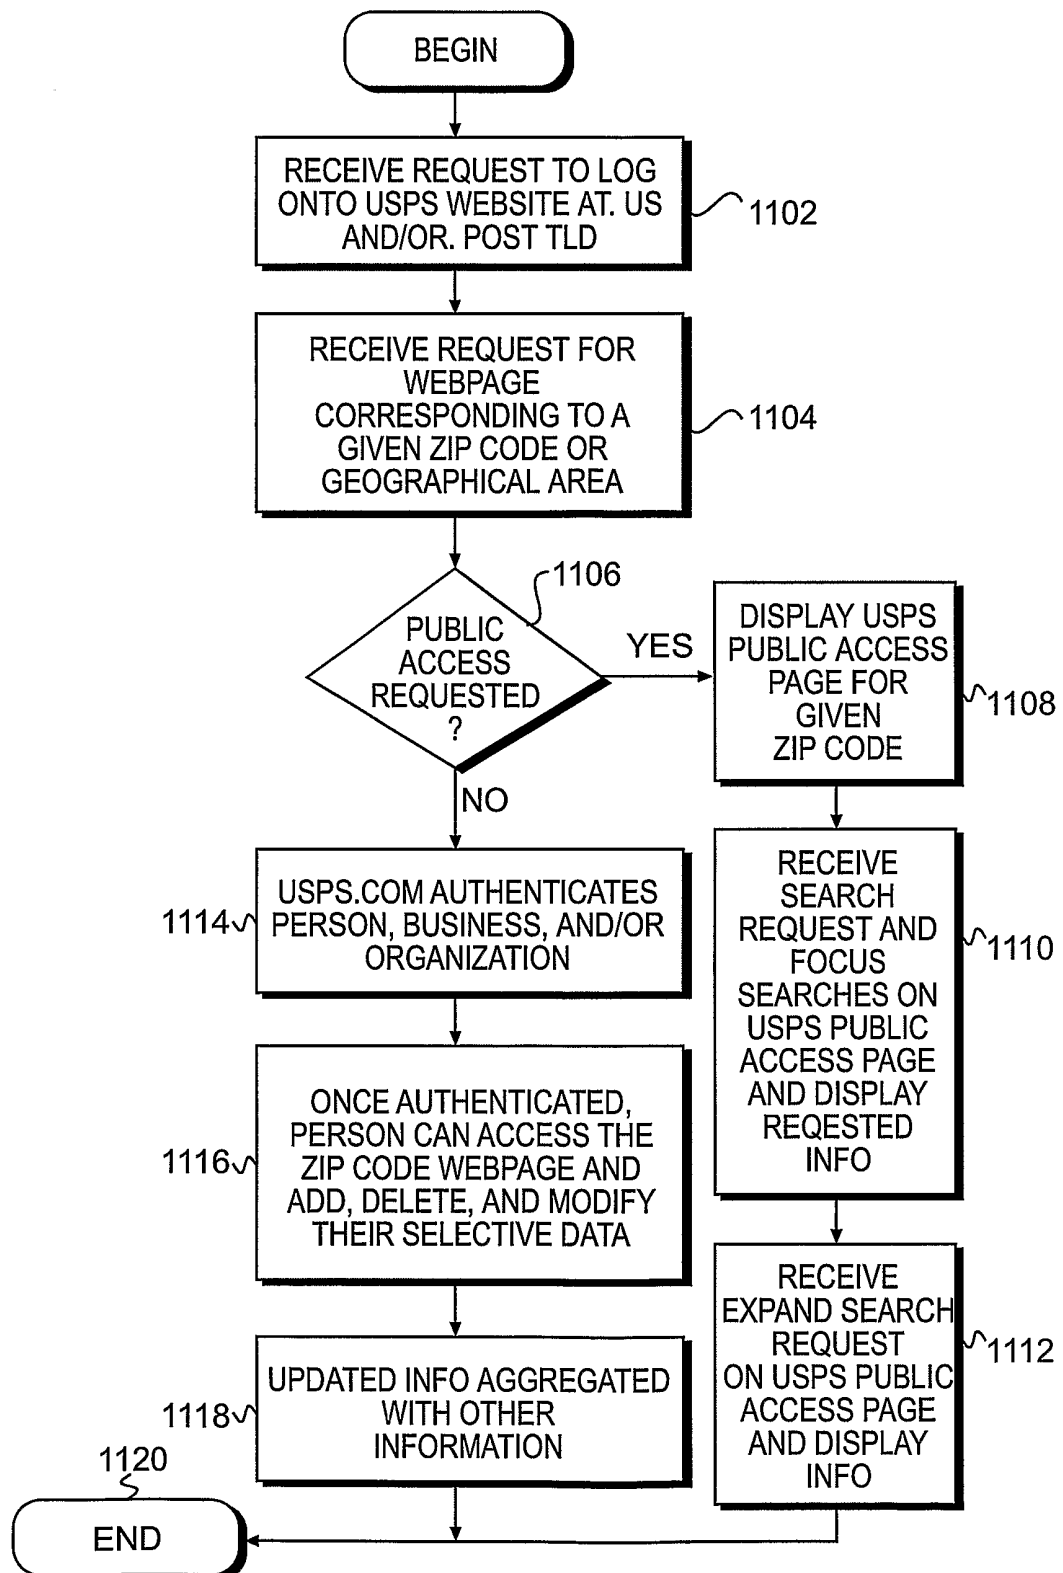 BEGIN
RECEIVE REQUEST TO LOG
ONTO USPS WEBSITE AT. US
AND/OR. POST TLD
1102
RECEIVE REQUEST FOR
WEBPAGE
CORRESPONDING TO A
GIVEN ZIP CODE OR
GEOGRAPHICAL AREA
1104
1106
PUBLIC
ACCESS
REQUESTED
?
YES
NO
DISPLAY USPS
PUBLIC ACCESS
PAGE FOR
GIVEN
ZIP CODE
1108
RECEIVE
SEARCH
REQUEST AND
FOCUS
SEARCHES ON
USPS PUBLIC
ACCESS PAGE
AND DISPLAY
REQESTED
INFO
1110
RECEIVE
EXPAND SEARCH
REQUEST
ON USPS PUBLIC
ACCESS PAGE
AND DISPLAY
INFO
1112
1114
USPS.COM AUTHENTICATES
PERSON, BUSINESS, AND/OR
ORGANIZATION
1116
ONCE AUTHENTICATED,
PERSON CAN ACCESS THE
ZIP CODE WEBPAGE AND
ADD, DELETE, AND MODIFY
THEIR SELECTIVE DATA
1118
UPDATED INFO AGGREGATED
WITH OTHER
INFORMATION
1120
END